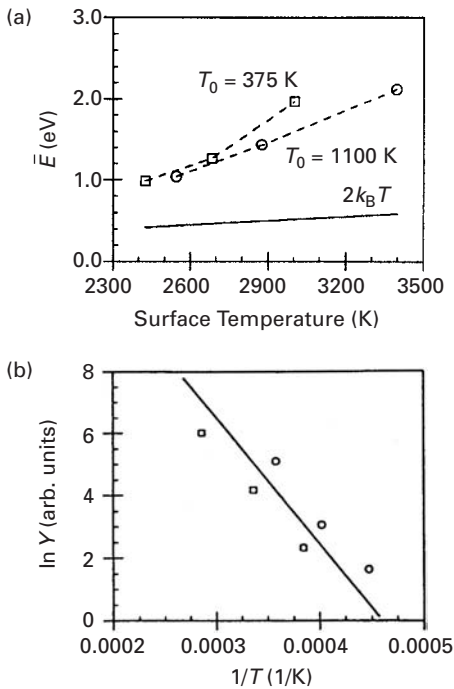 (a)
3.0
2.0
1.0
0.0
Ē (eV)
T₀ = 375 K
T₀ = 1100 K
2k_BT
2300
2600
2900
3200
3500
Surface Temperature (K)
(b)
8
6
4
2
0
ln Y (arb. units)
0.0002
0.0003
0.0004
0.0005
1/T (1/K)